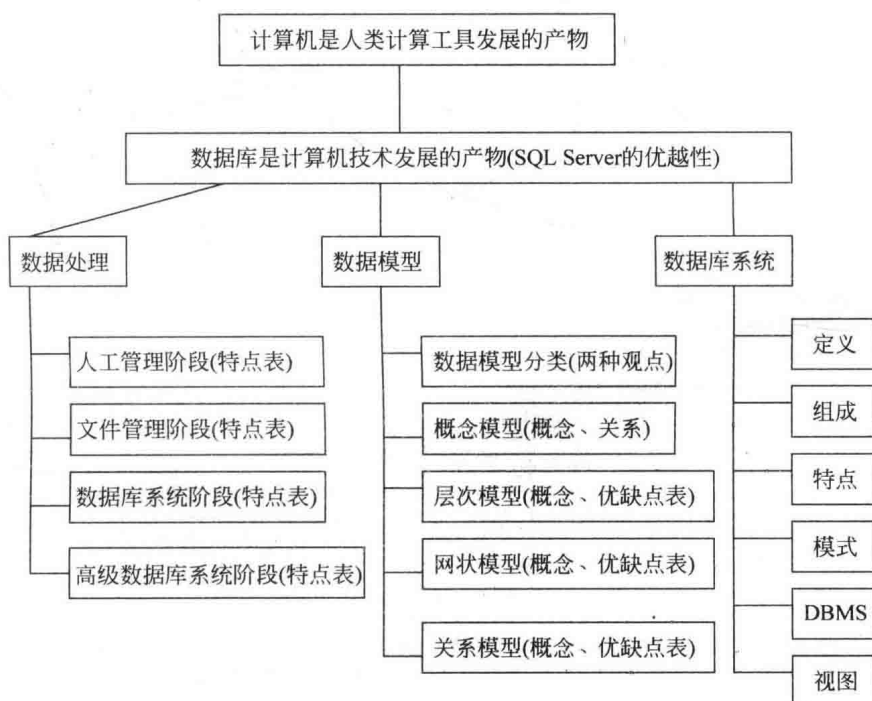 计算机是人类计算工具发展的产物
数据库是计算机技术发展的产物(SQL Server的优越性)
数据处理
人工管理阶段(特点表)
文件管理阶段(特点表)
数据库系统阶段(特点表)
高级数据库系统阶段(特点表)
数据模型
数据模型分类(两种观点)
概念模型(概念、关系)
层次模型(概念、优缺点表)
网状模型(概念、优缺点表)
关系模型(概念、优缺点表)
数据库系统
定义
组成
特点
模式
DBMS
视图